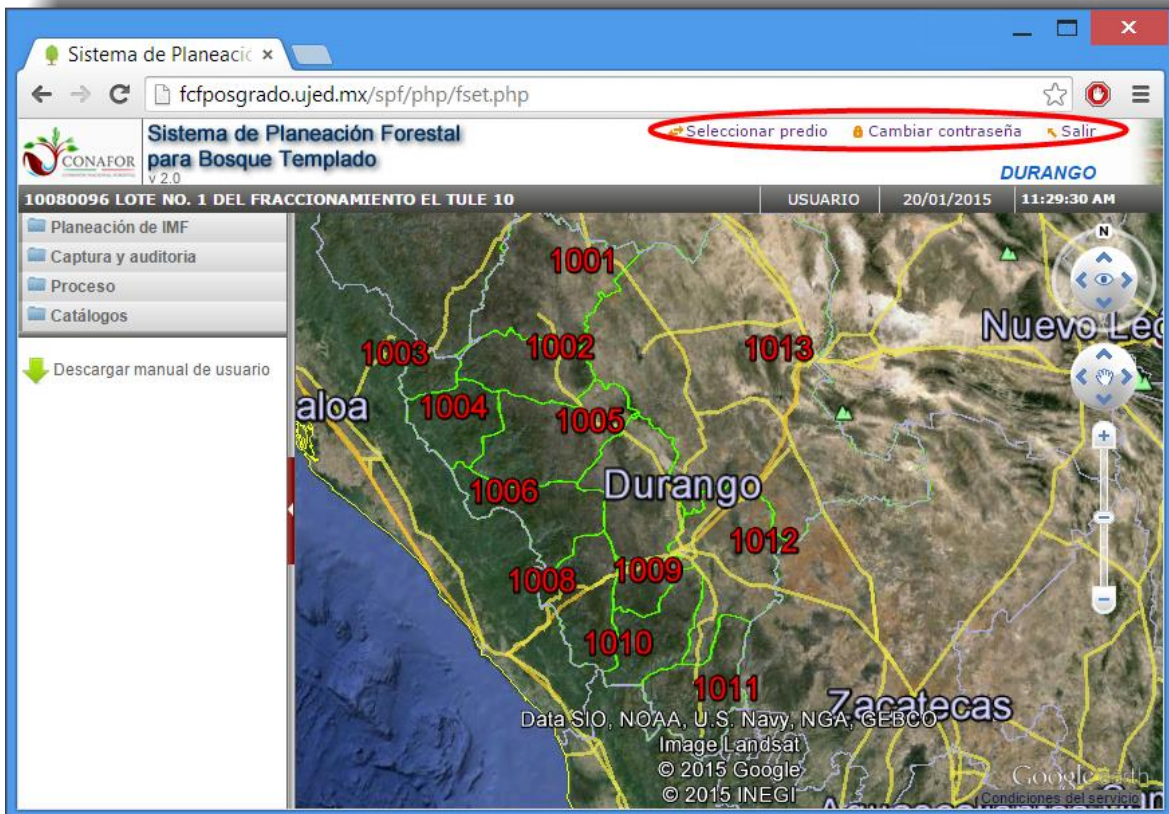 Sistema de Planeació
fcfposgrado.ujed.mx/spf/php/fset.php
CONAFOR
Sistema de Planeación Forestal
para Bosque Templado
v 2.0
Seleccionar predio Cambiar contraseña Salir
DURANGO
10080096 LOTE NO. 1 DEL FRACCIONAMIENTO EL TULE 10 USUARIO 20/01/2015 11:29:30 AM
Planeación de IMF
Captura y auditoria
Proceso
Catálogos
Descargar manual de usuario
N
1001
Nuevo Leó
1003 1002 1013
aloa 1004 1005
1006 Durango
1012
1008 1009
1010
1011
Zacatecas
Data SIO, NOAA, U.S. Navy, NGA, GEBCO
Image Landsat
© 2015 Google
© 2015 INEGI
Google earth
Condiciones del servicio